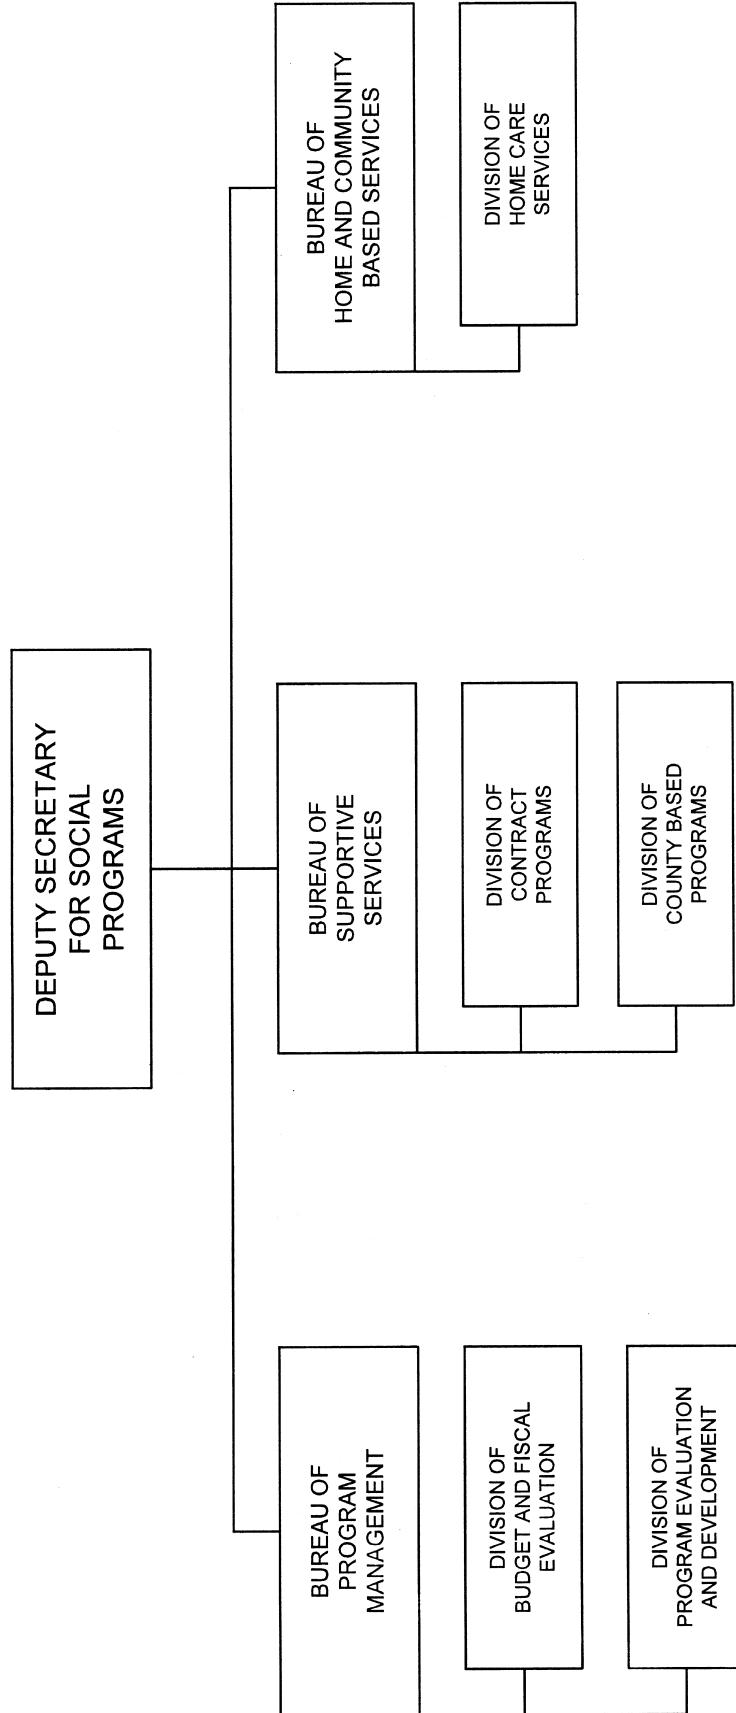 DEPUTY SECRETARY
FOR SOCIAL
PROGRAMS
BUREAU OF
PROGRAM
MANAGEMENT
DIVISION OF
BUDGET AND FISCAL
EVALUATION
DIVISION OF
PROGRAM EVALUATION
AND DEVELOPMENT
BUREAU OF
SUPPORTIVE
SERVICES
DIVISION OF
CONTRACT
PROGRAMS
DIVISION OF
COUNTY BASED
PROGRAMS
BUREAU OF
HOME AND COMMUNITY
BASED SERVICES
DIVISION OF
HOME CARE
SERVICES